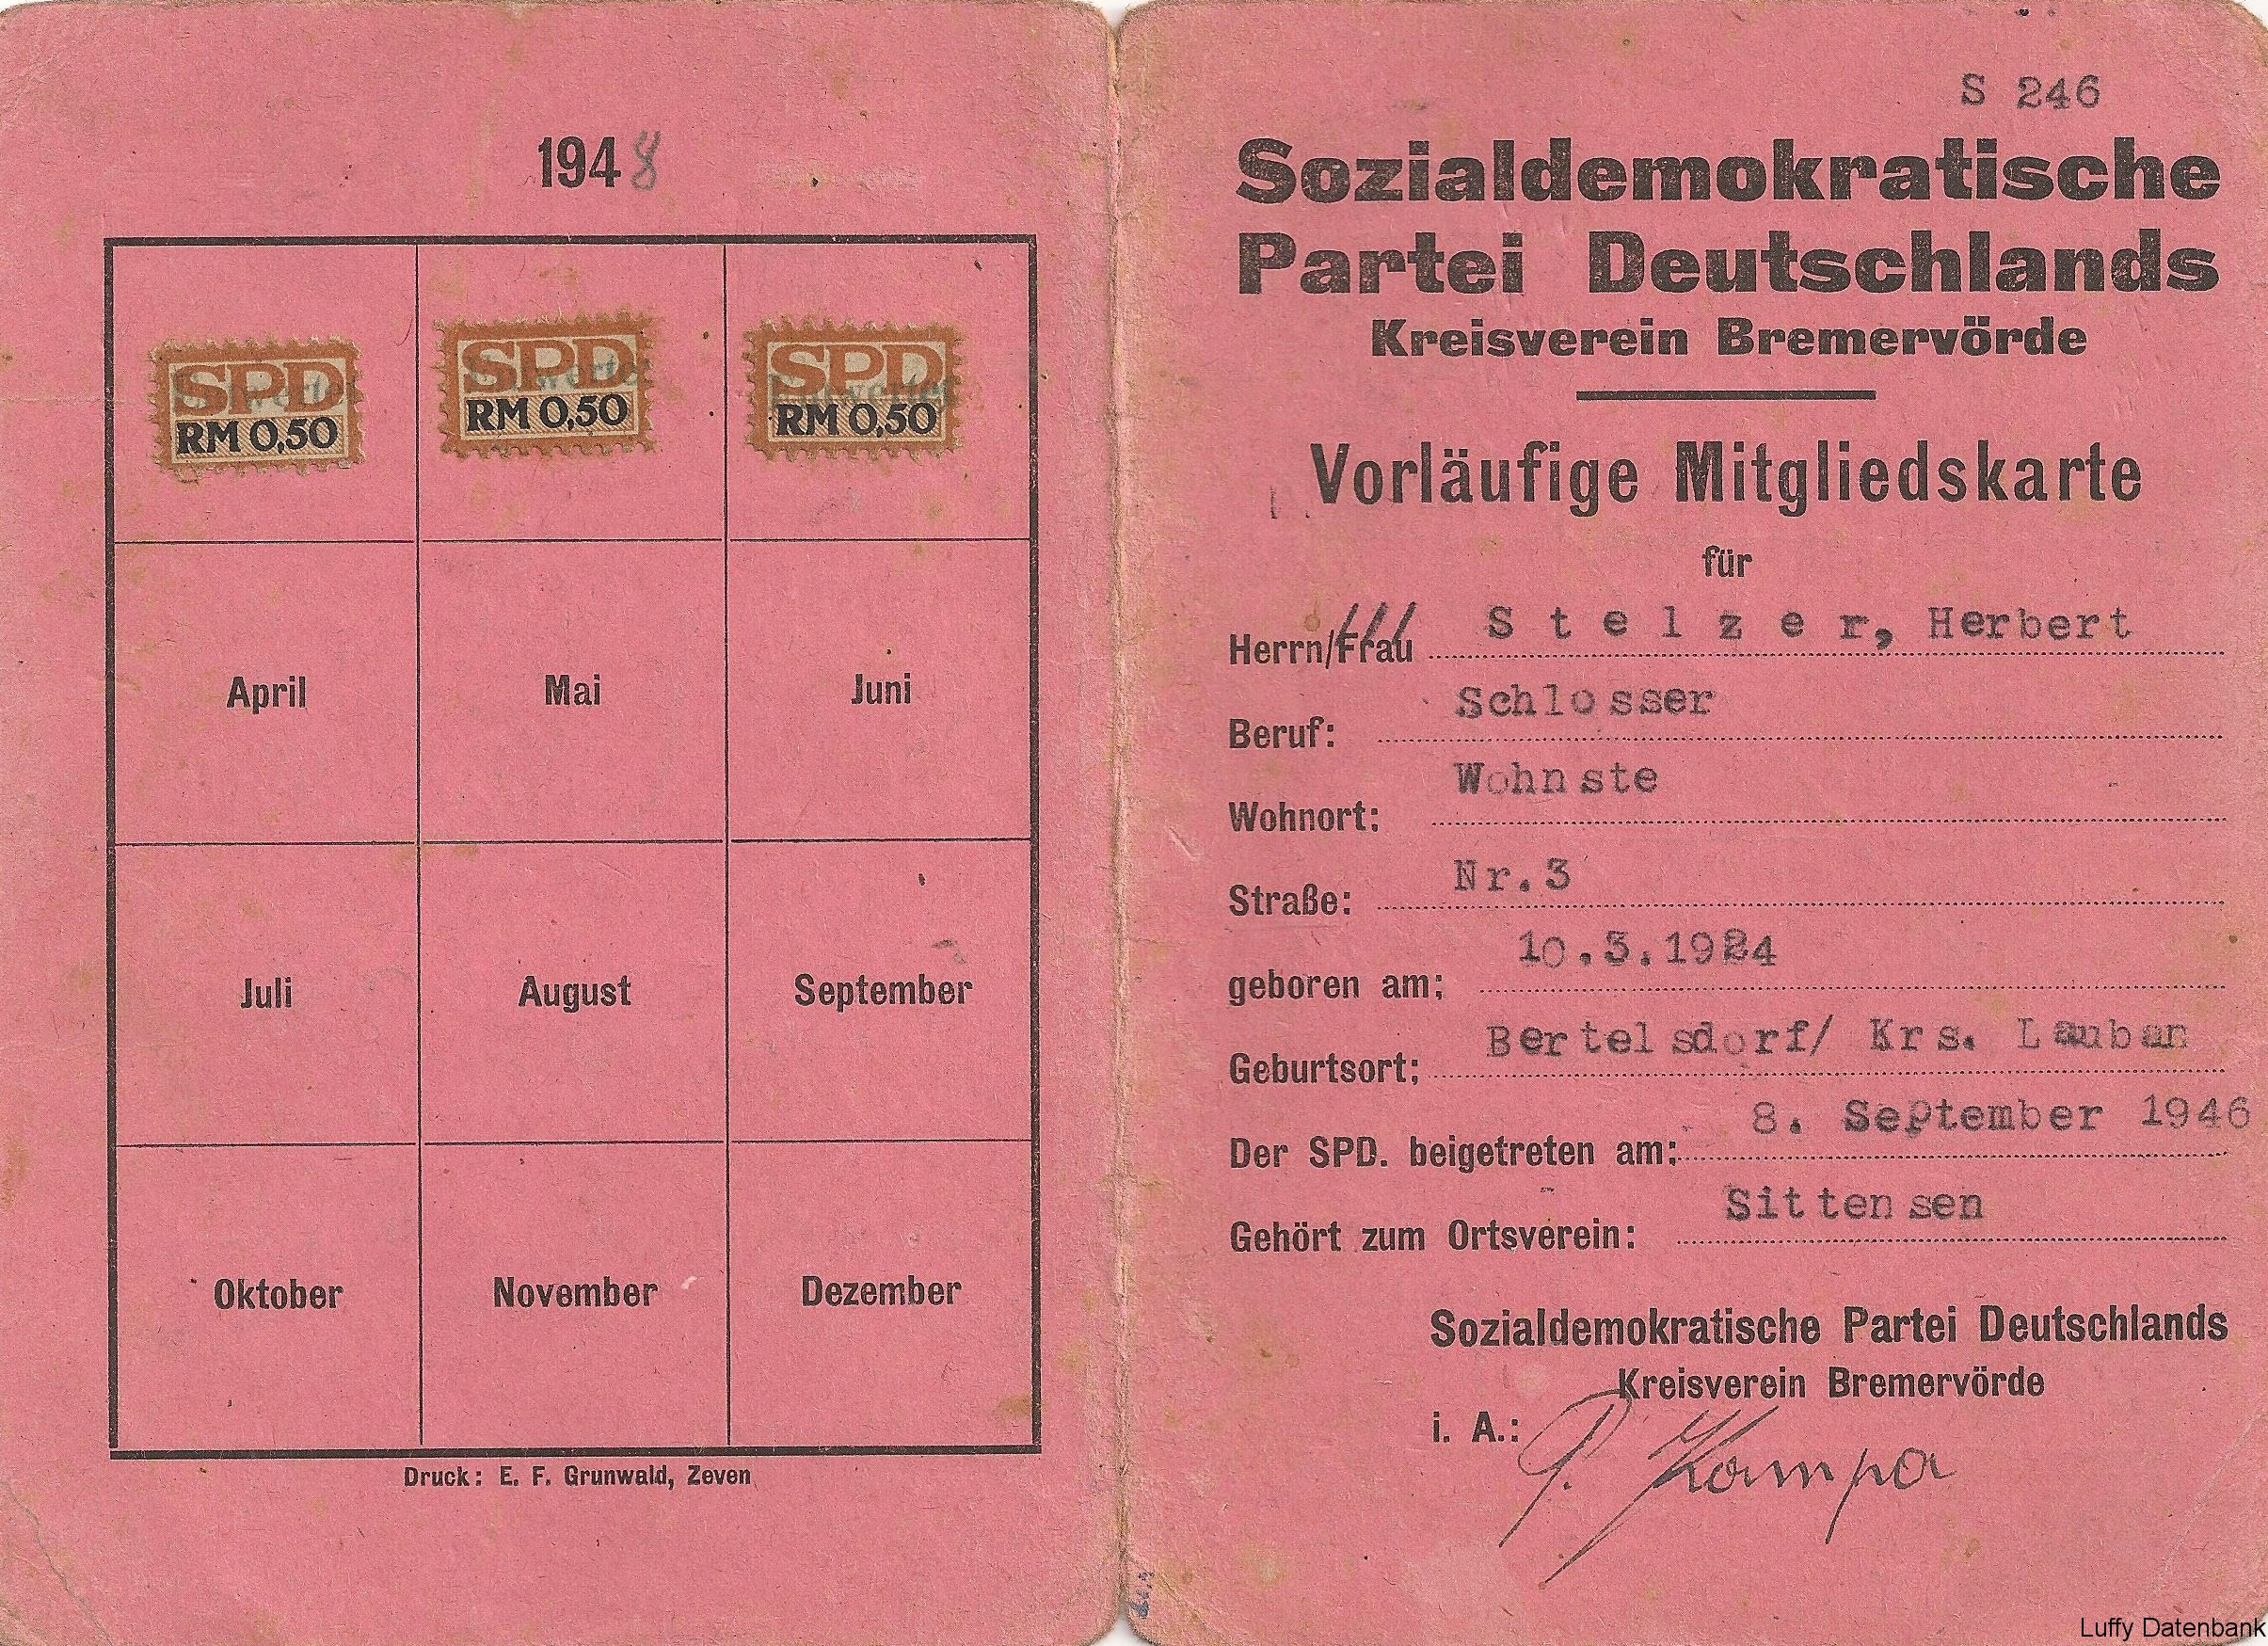 1948
SPD
RM 0,50
SPD
RM 0,50
SPD
RM 0,50
April Mai Juni
Juli August September
Oktober November Dezember
Druck: E. F. Grunwald, Zeven
S 246
Sozialdemokratische
Partei Deutschlands
Kreisverein Bremervörde
Vorläufige Mitgliedskarte
für
Herrn/Frau Stelzer, Herbert
Beruf: Schlosser
Wohnort: Wohnste
Straße: Nr.3
geboren am: 10.3.1924
Geburtsort: Bertelsdorf/ Krs. Lauban
Der SPD. beigetreten am: 8. September 1946
Gehört zum Ortsverein: Sittensen
Sozialdemokratische Partei Deutschlands
Kreisverein Bremervörde
i. A.: P. Kampa
Luffy Datenbank